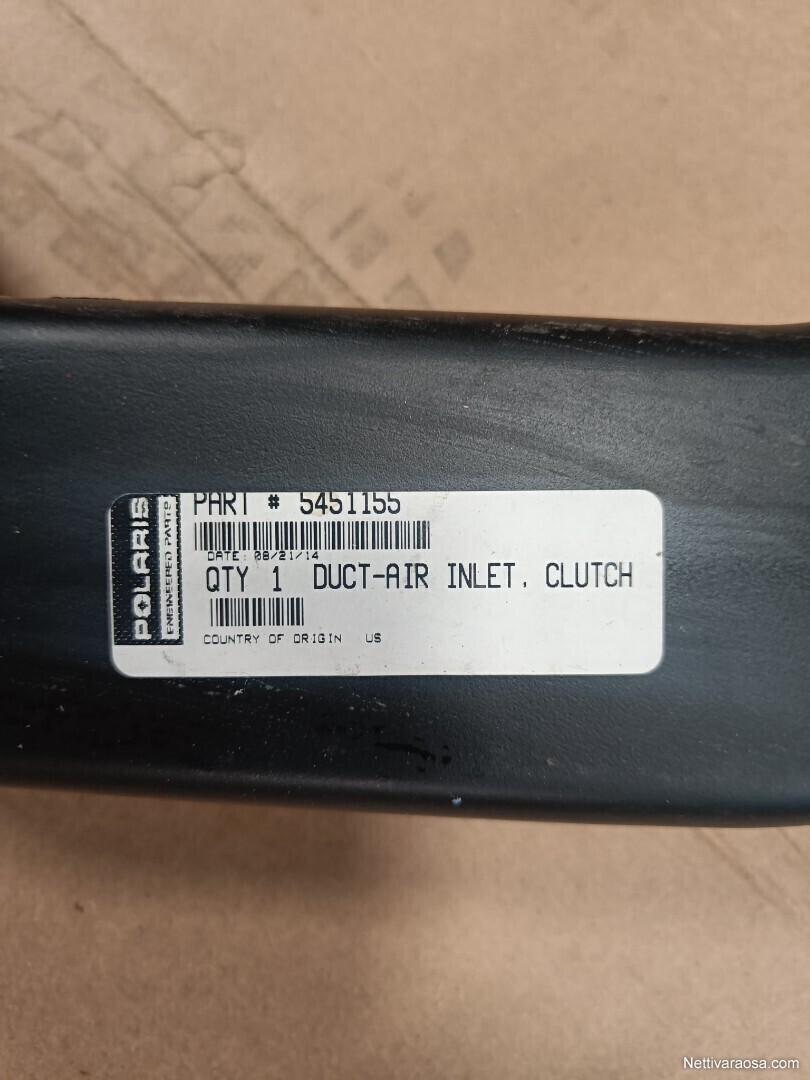 POLARIS
ENGINEERED PARTS
PART # 5451155
DATE: 08/21/14
QTY 1 DUCT-AIR INLET, CLUTCH
COUNTRY OF ORIGIN US
Nettivaraosa.com